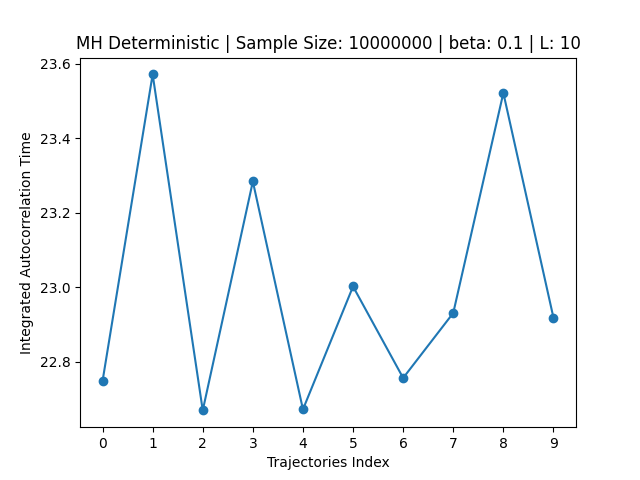 MH Deterministic | Sample Size: 10000000 | beta: 0.1 | L: 10
23.6
23.4
23.2
23.0
22.8
Integrated Autocorrelation Time
0 1 2 3 4 5 6 7 8 9
Trajectories Index